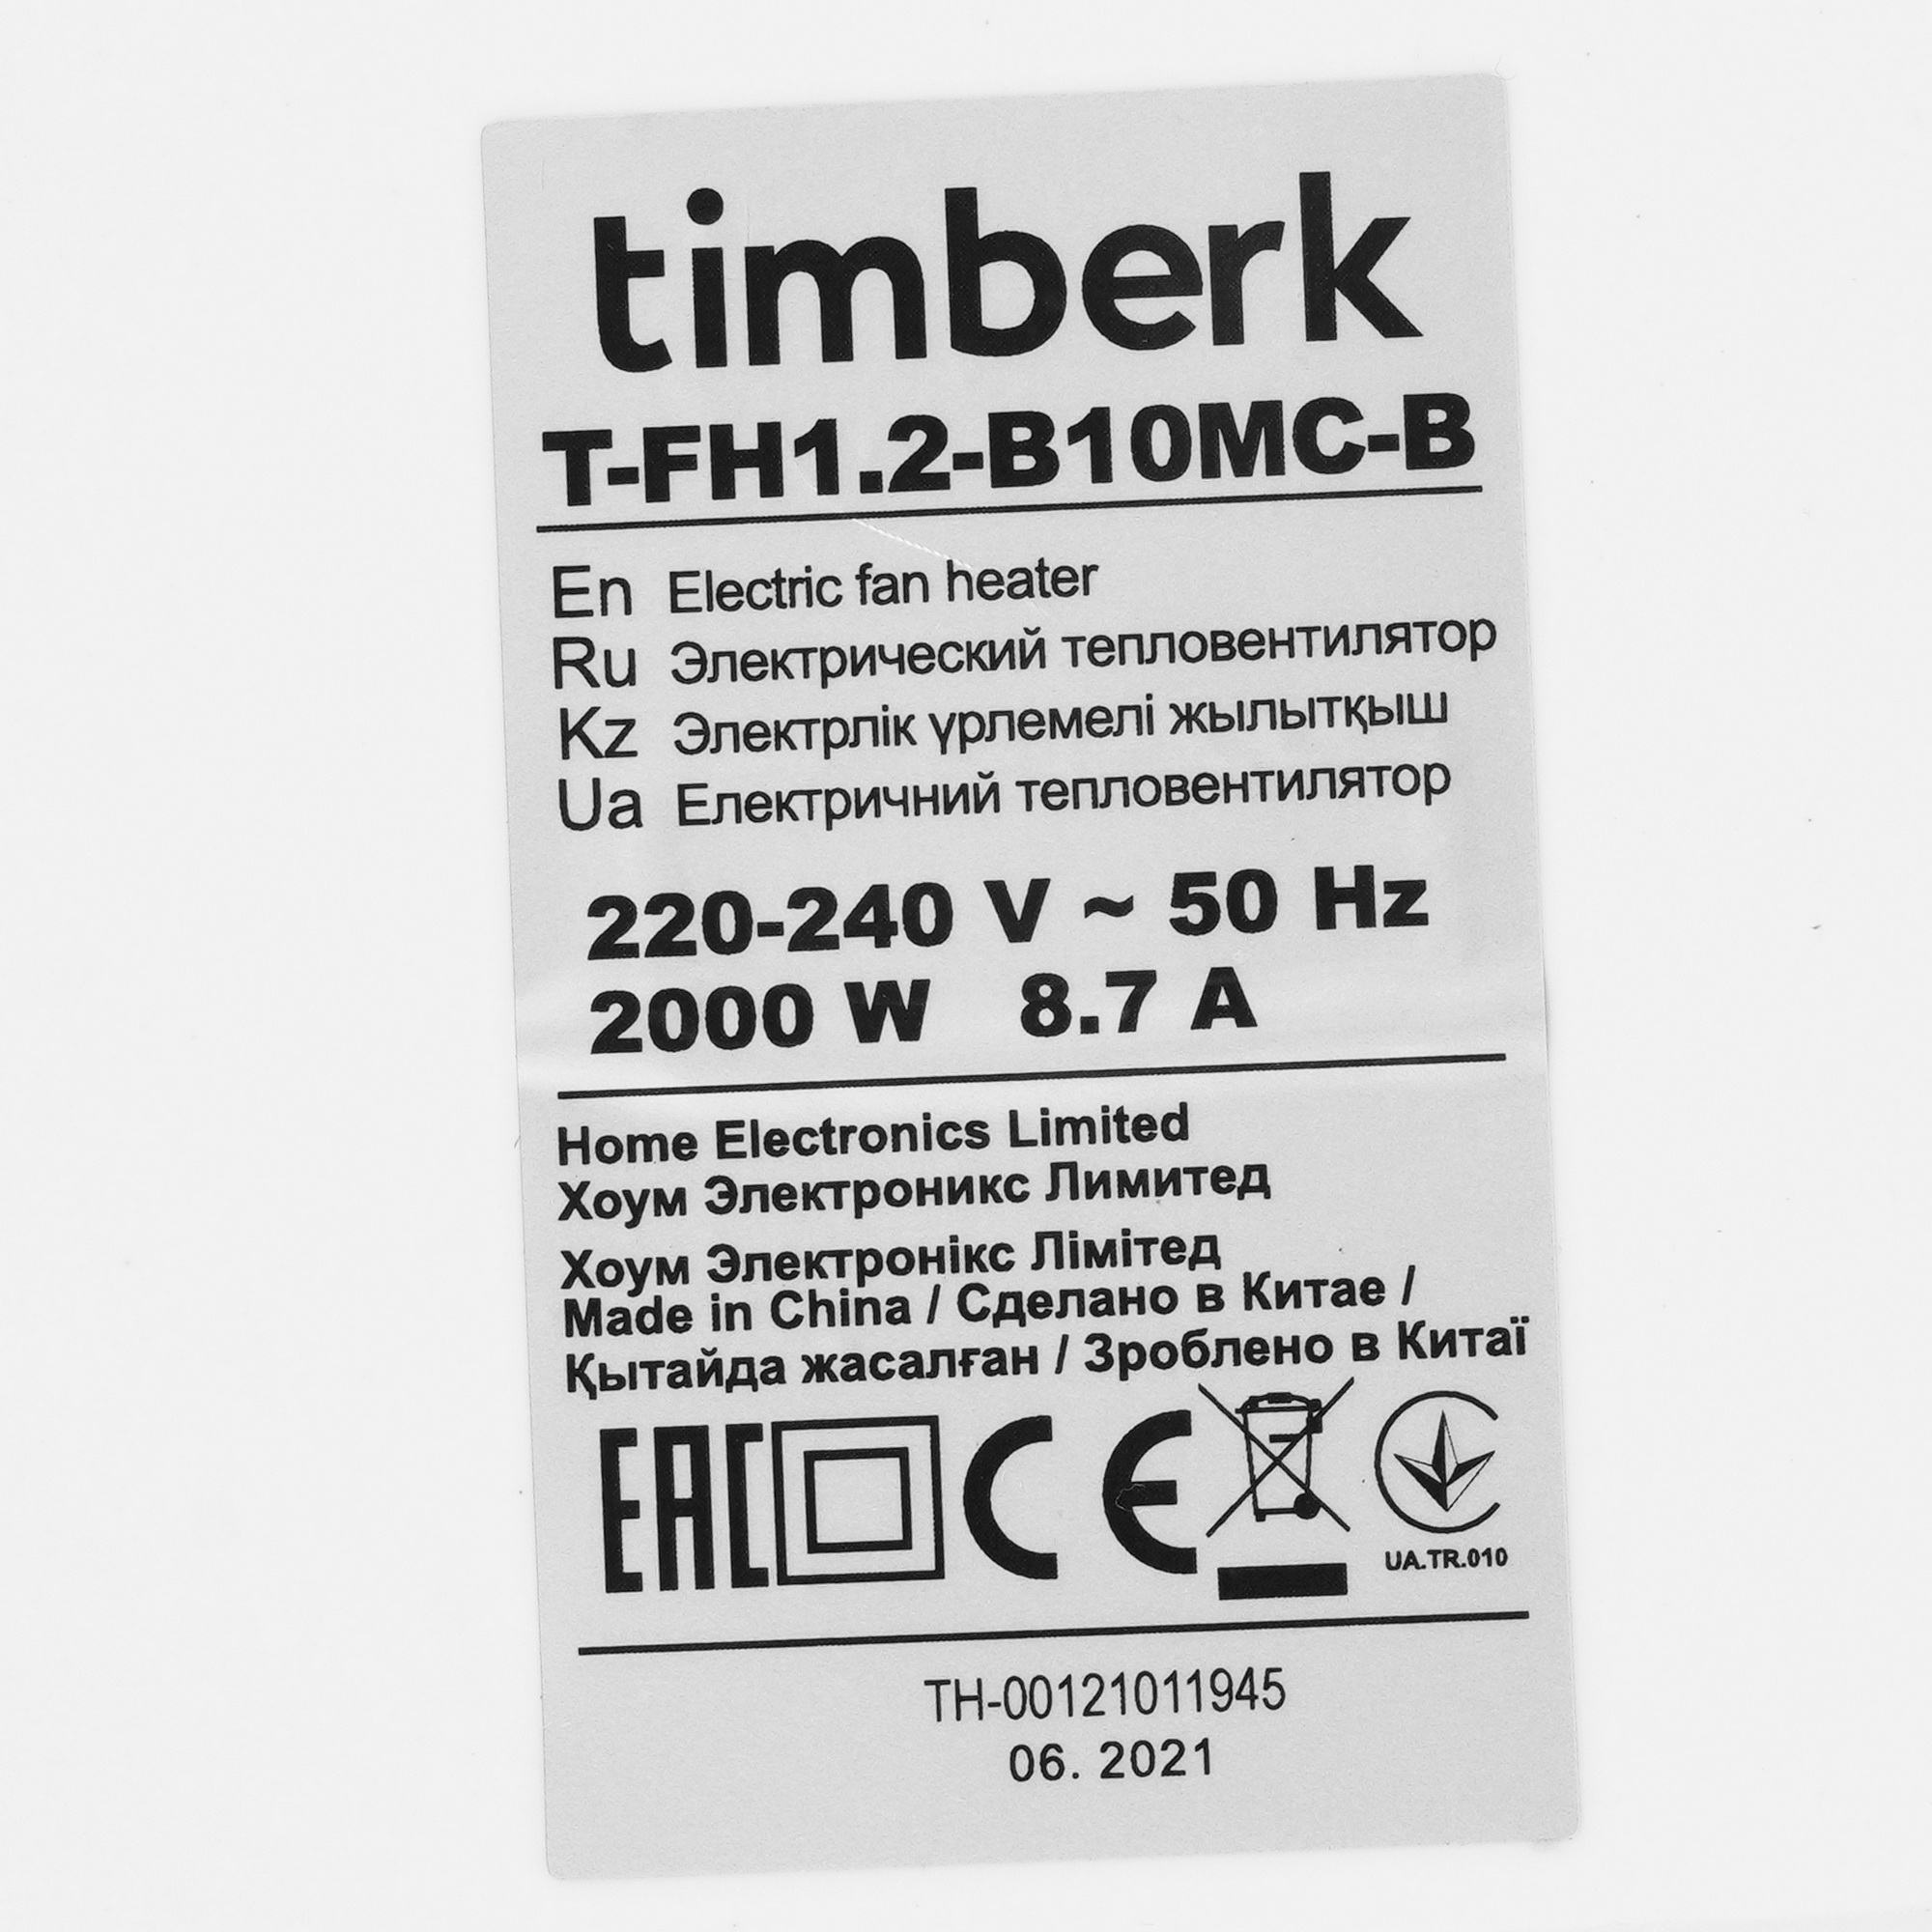 timberk
T-FH1.2-B10MC-B
En Electric fan heater
Ru Электрический тепловентилятор
Kz Электрлік үрлемелі жылытқыш
Ua Електричний тепловентилятор
220-240 V ~ 50 Hz
2000 W 8.7 A
Home Electronics Limited
Хоум Электроникс Лимитед
Хоум Электронікс Лімітед
Made in China / Сделано в Китае /
Қытайда жасалған / Зроблено в Китаї
EAC CE
UA.TR.010
TH-00121011945
06. 2021